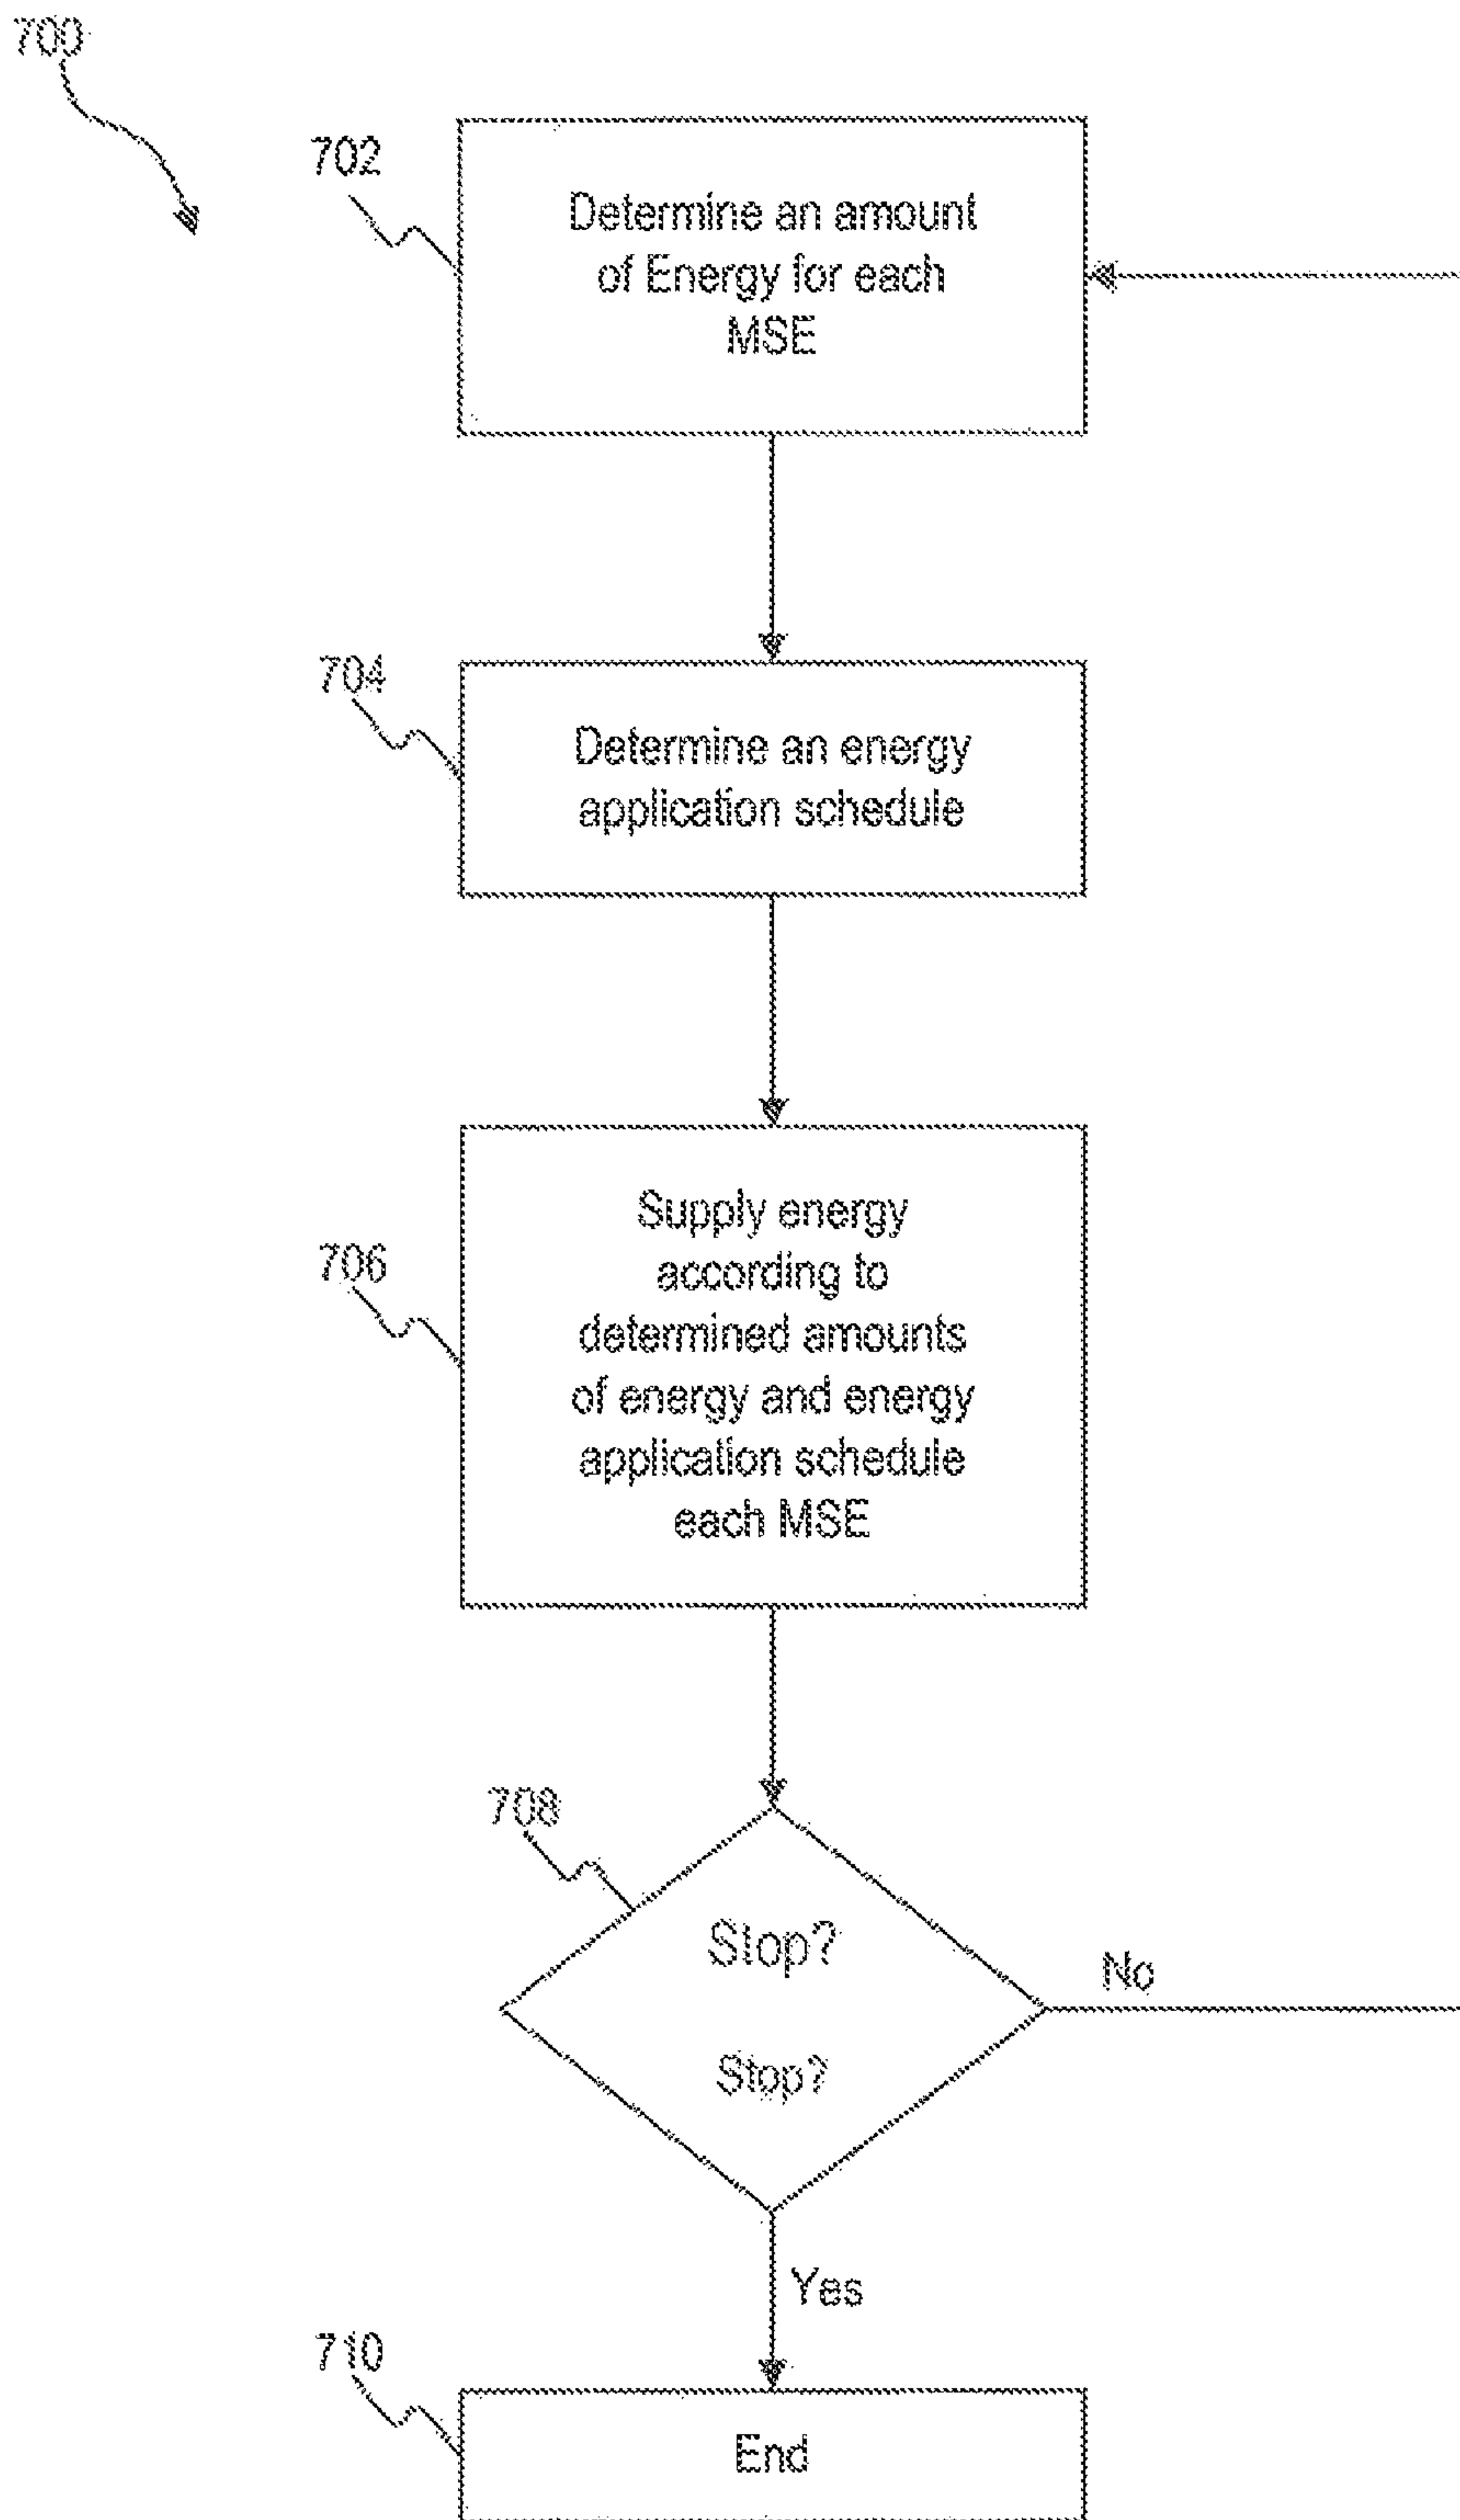 700
702
Determine an amount
of Energy for each
MSE
704
Determine an energy
application schedule
706
Supply energy
according to
determined amounts
of energy and energy
application schedule
each MSE
708
Stop?
Stop?
No
Yes
710
End